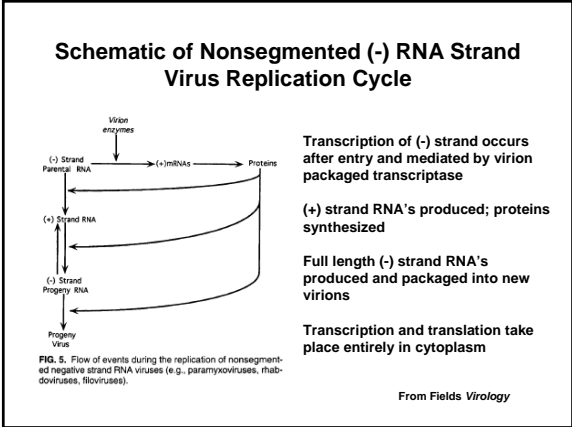 Schematic of Nonsegmented (-) RNA Strand
Virus Replication Cycle
Virion
enzymes
(-) Strand
Parental RNA
(+)mRNAs
Proteins
(+) Strand RNA
(-) Strand
Progeny RNA
Progeny
Virus
FIG. 5. Flow of events during the replication of nonsegment-
ed negative strand RNA viruses (e.g., paramyxoviruses, rhab-
doviruses, filoviruses).
Transcription of (-) strand occurs
after entry and mediated by virion
packaged transcriptase
(+) strand RNA's produced; proteins
synthesized
Full length (-) strand RNA's
produced and packaged into new
virions
Transcription and translation take
place entirely in cytoplasm
From Fields Virology